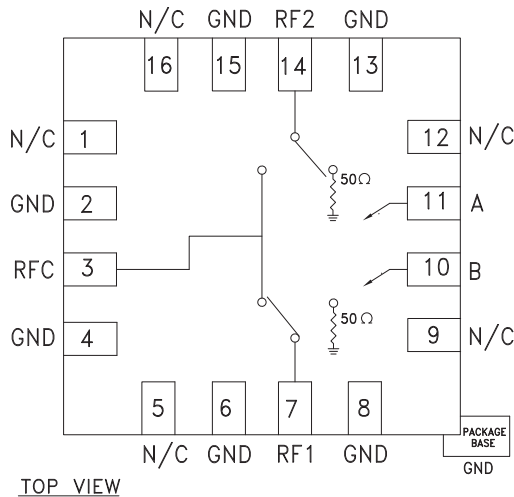 N/C GND RF2 GND
16 15 14 13
N/C 1 12 N/C
50Ω
GND 2 11 A
RFC 3 10 B
50Ω
GND 4 9 N/C
5 6 7 8
N/C GND RF1 GND
PACKAGE
BASE
GND
TOP VIEW